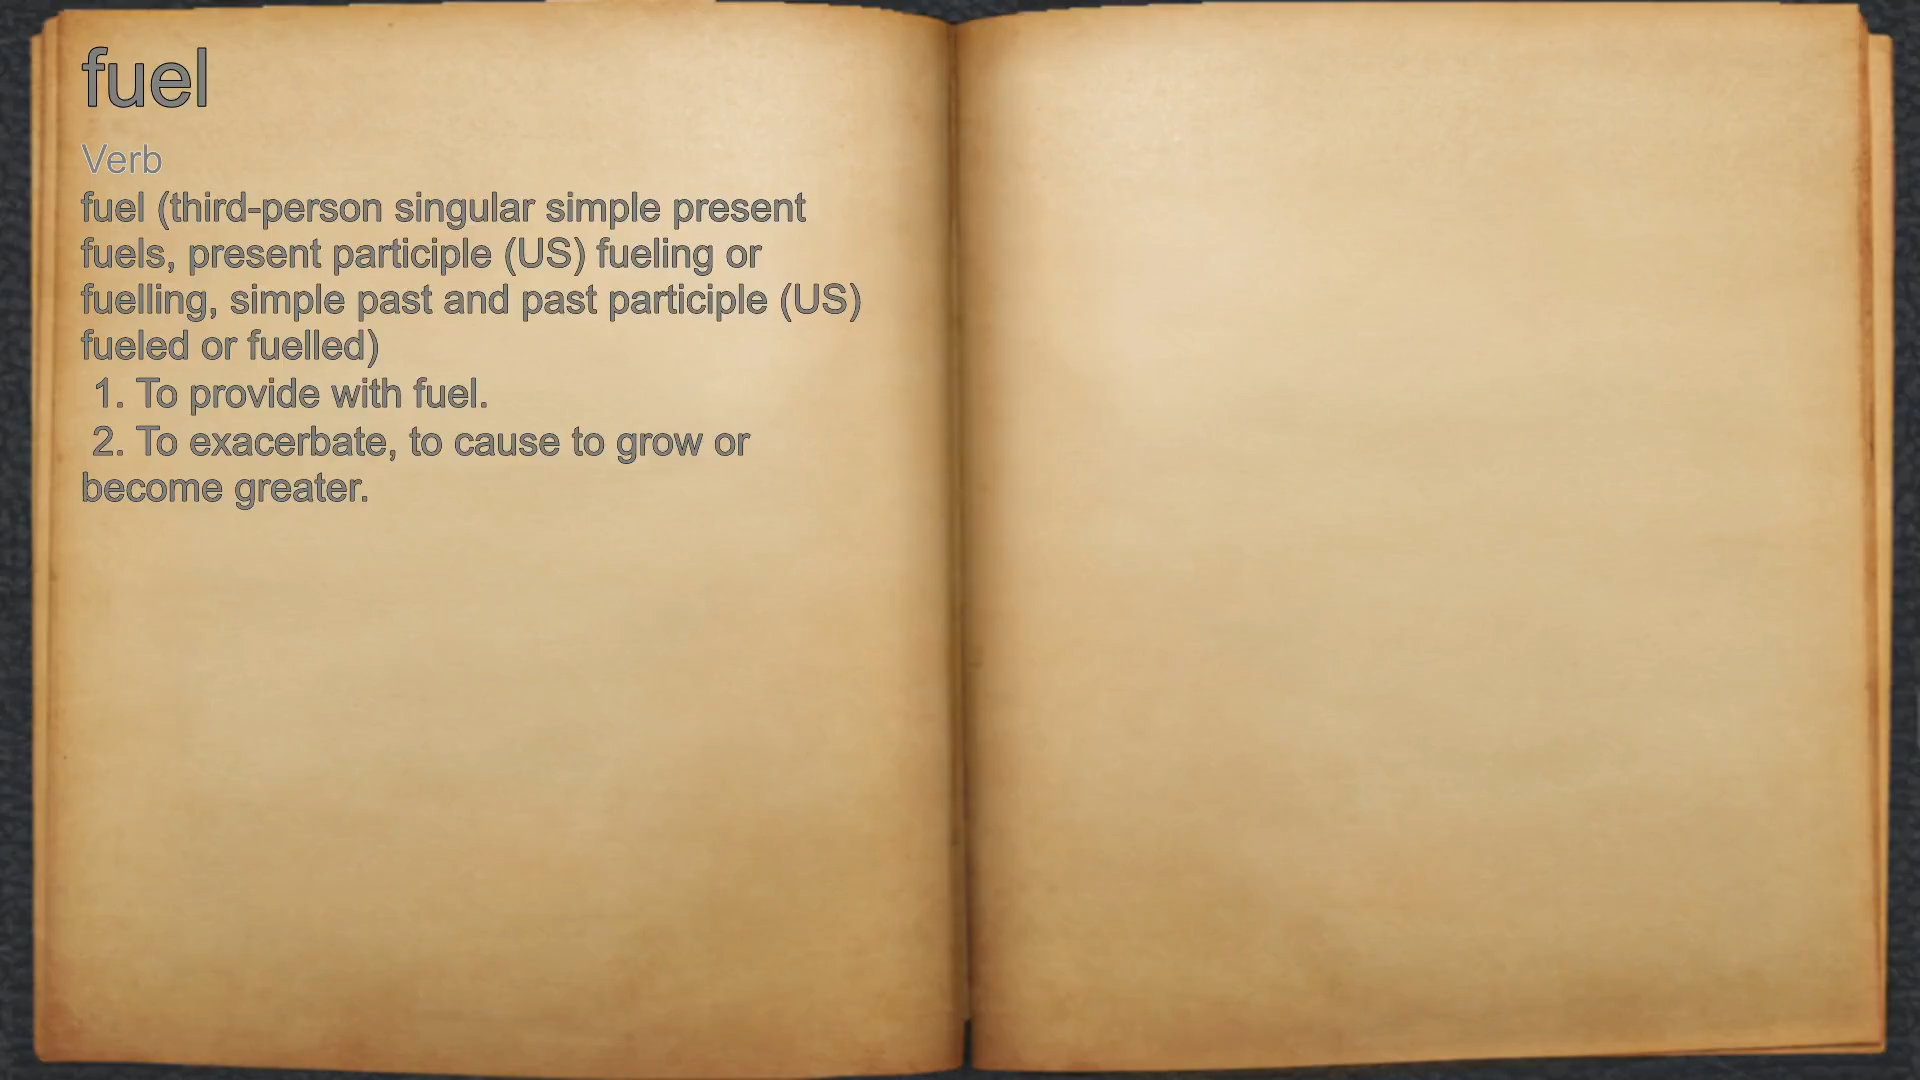 fuel
Verb
fuel (third-person singular simple present
fuels, present participle (US) fueling or
fuelling, simple past and past participle (US)
fueled or fuelled)
1. To provide with fuel.
2. To exacerbate, to cause to grow or
become greater.